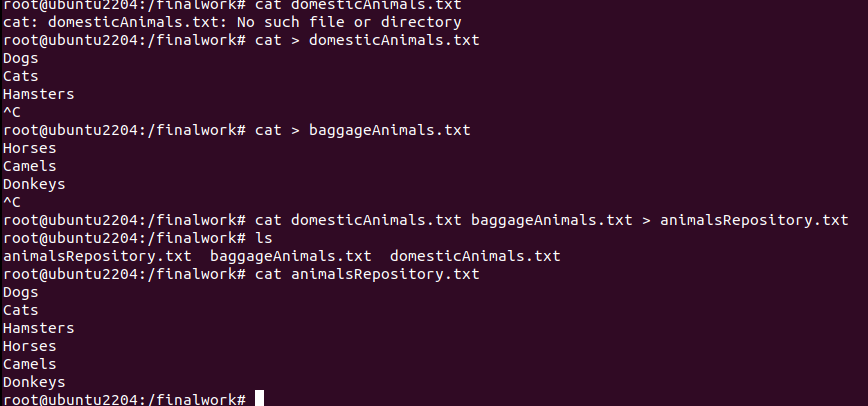 root@ubuntu2204:/finalwork# cat domesticAnimals.txt
cat: domesticAnimals.txt: No such file or directory
root@ubuntu2204:/finalwork# cat > domesticAnimals.txt
Dogs
Cats
Hamsters
^C
root@ubuntu2204:/finalwork# cat > baggageAnimals.txt
Horses
Camels
Donkeys
^C
root@ubuntu2204:/finalwork# cat domesticAnimals.txt baggageAnimals.txt > animalsRepository.txt
root@ubuntu2204:/finalwork# ls
animalsRepository.txt  baggageAnimals.txt  domesticAnimals.txt
root@ubuntu2204:/finalwork# cat animalsRepository.txt
Dogs
Cats
Hamsters
Horses
Camels
Donkeys
root@ubuntu2204:/finalwork#